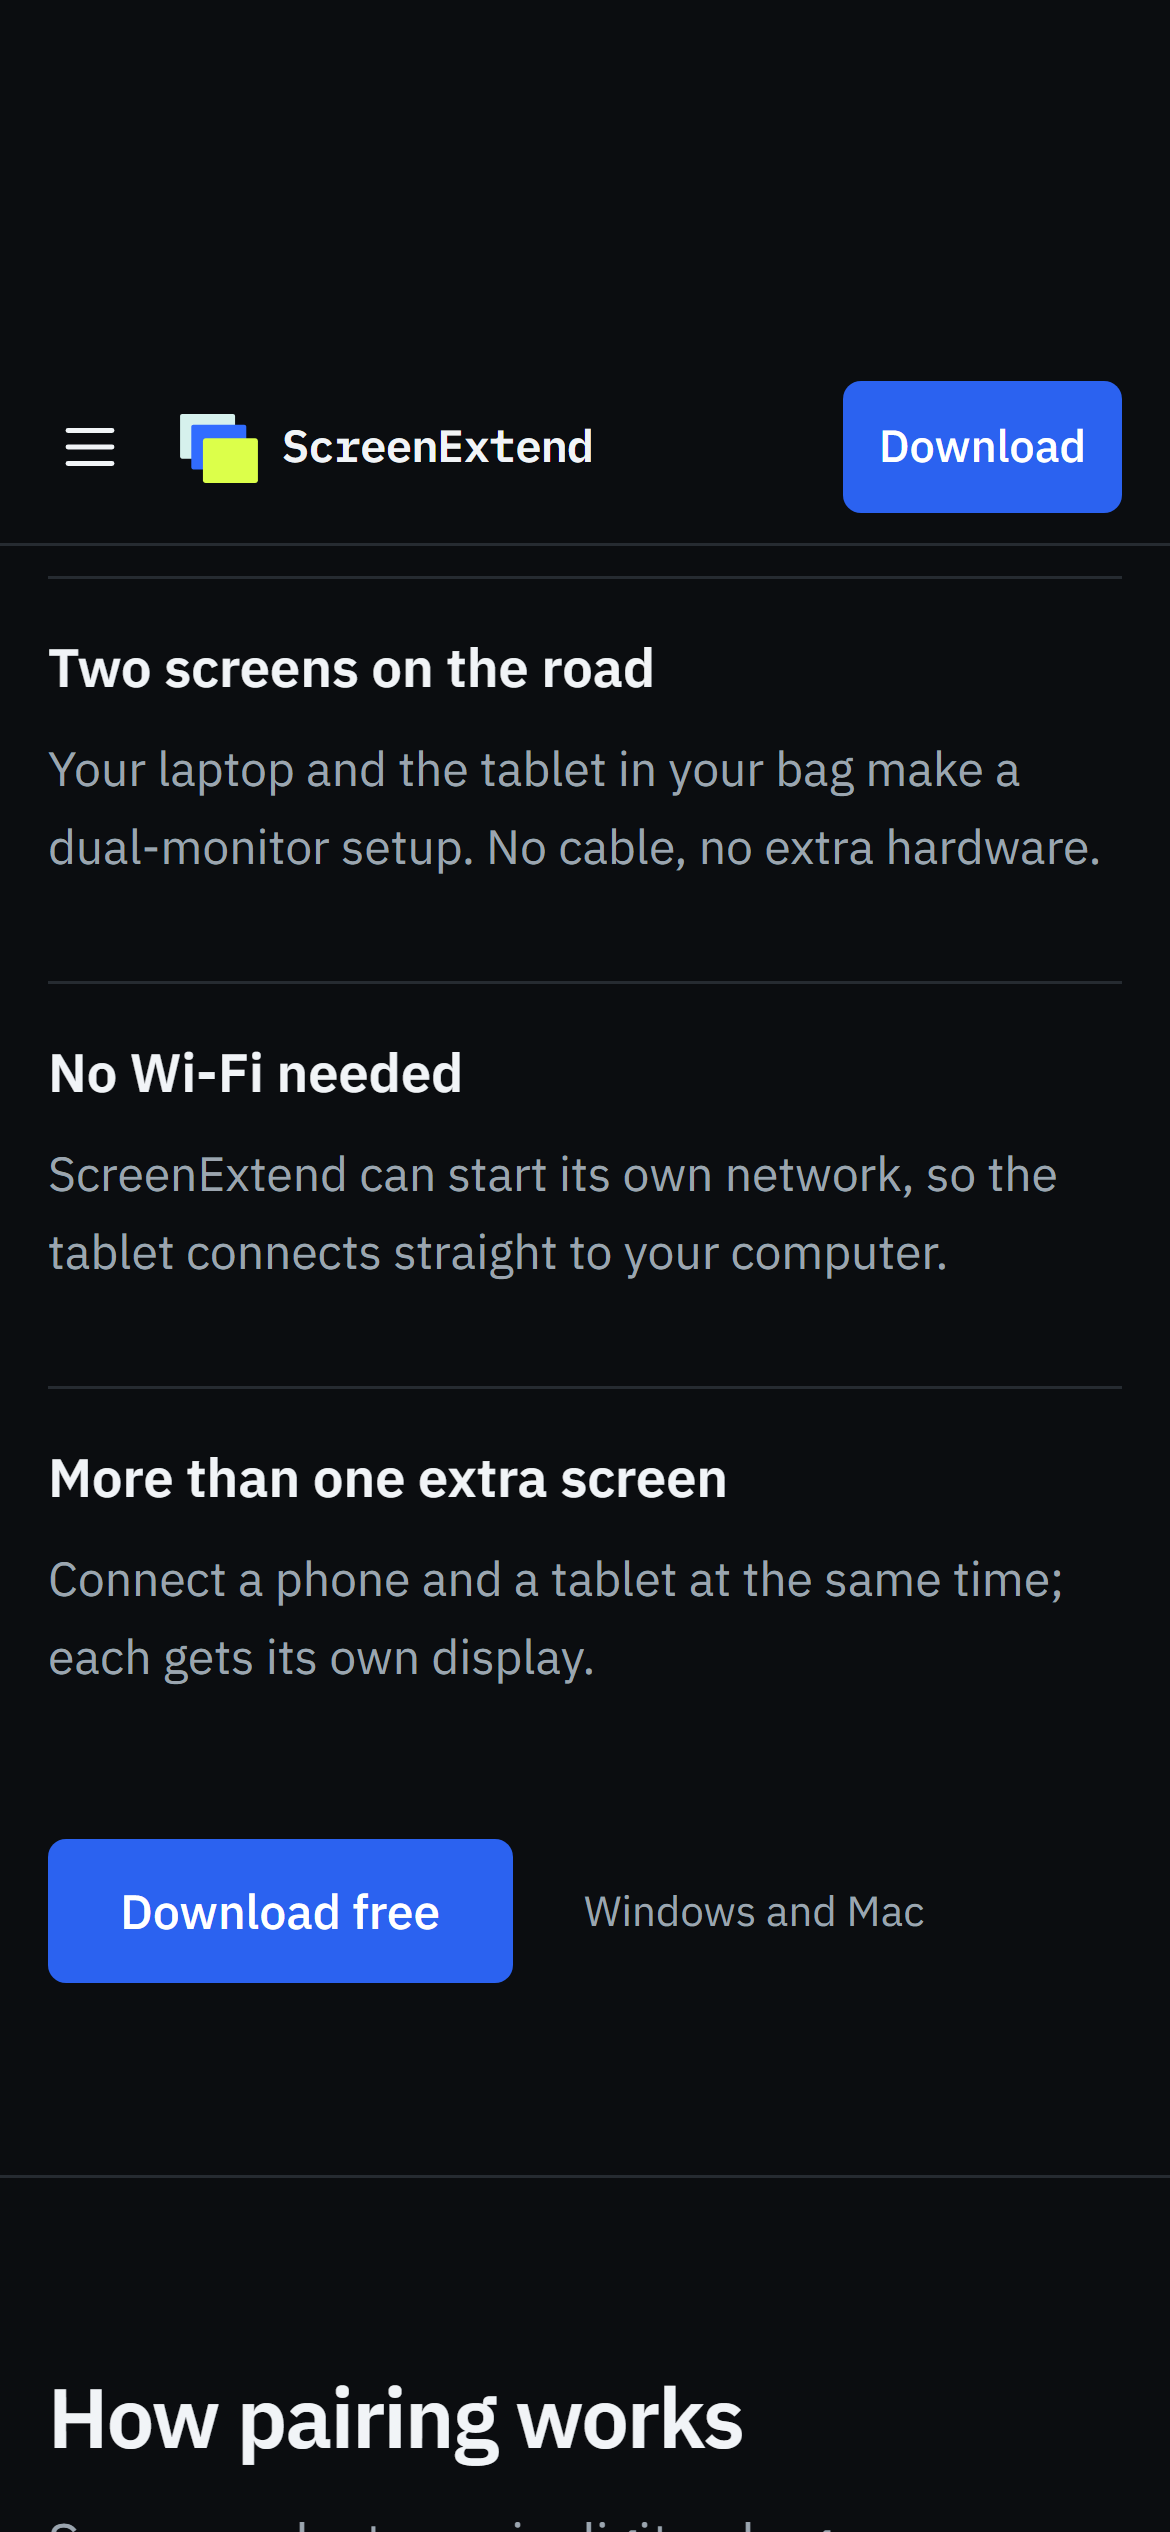 ScreenExtend
Download
Two screens on the road
Your laptop and the tablet in your bag make a
dual-monitor setup. No cable, no extra hardware.
No Wi-Fi needed
ScreenExtend can start its own network, so the
tablet connects straight to your computer.
More than one extra screen
Connect a phone and a tablet at the same time;
each gets its own display.
Download free
Windows and Mac
How pairing works